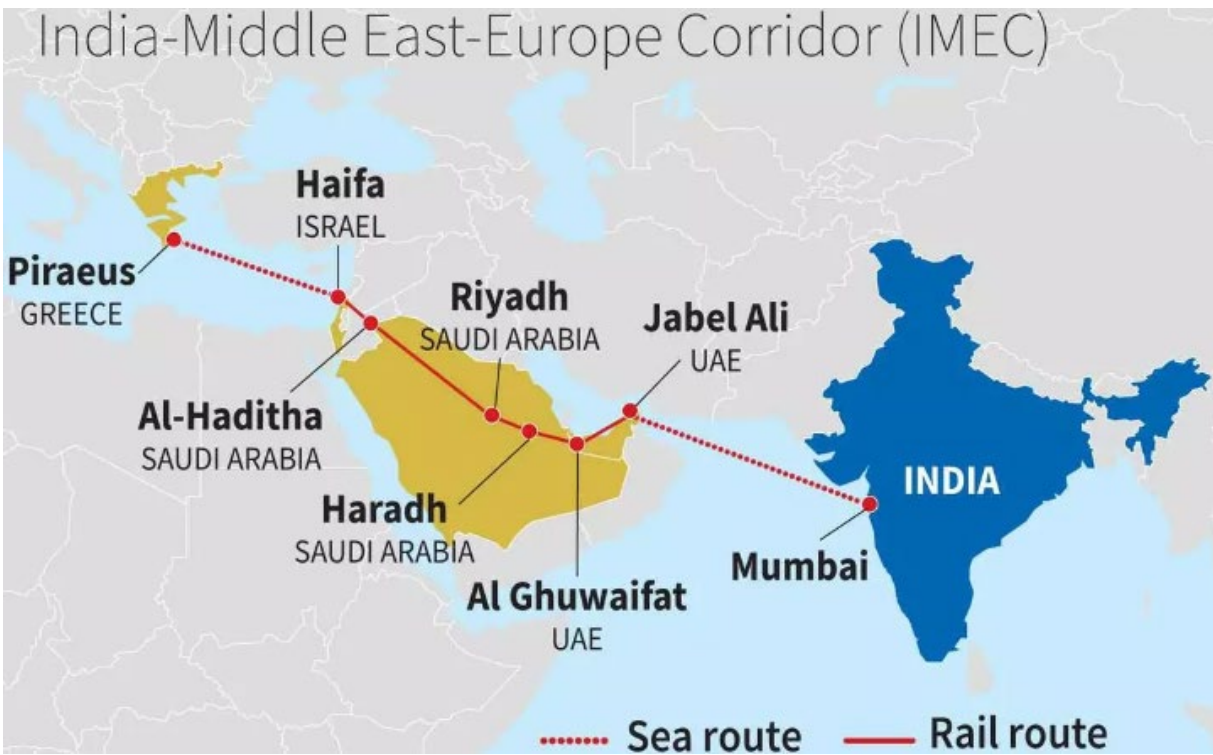 India-Middle East-Europe Corridor (IMEC)
Haifa
ISRAEL
Piraeus
GREECE
Riyadh
SAUDI ARABIA
Jabel Ali
UAE
Al-Haditha
SAUDI ARABIA
Haradh
SAUDI ARABIA
Al Ghuwaifat
UAE
INDIA
Mumbai
Sea route
Rail route